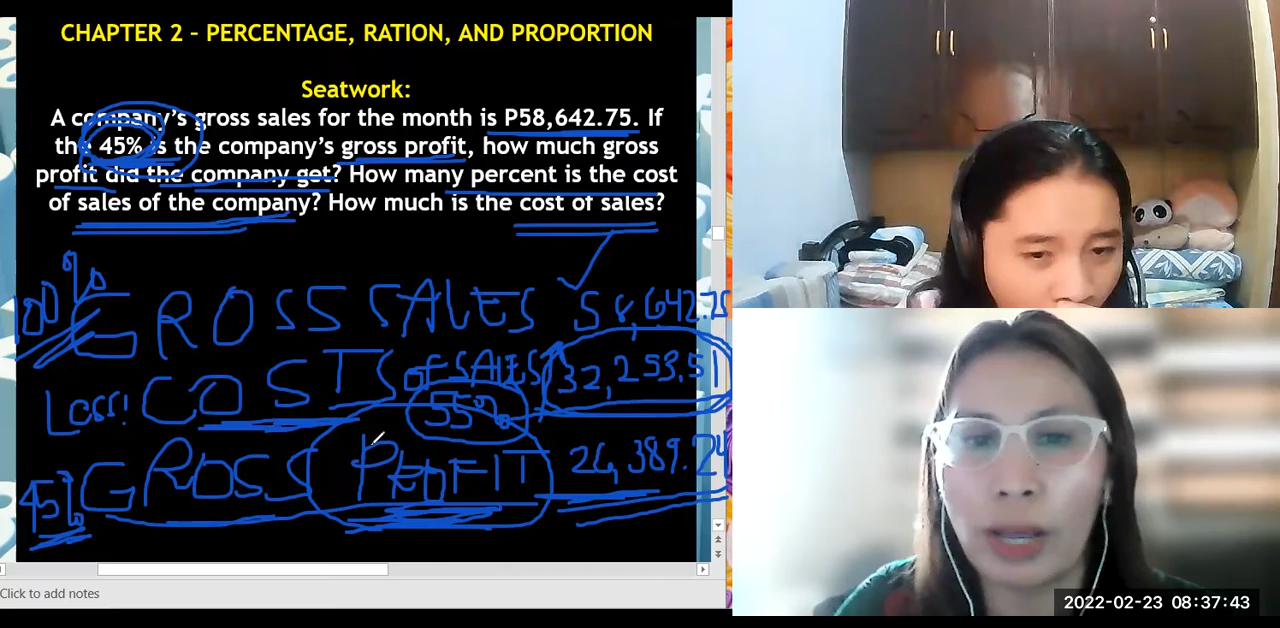 CHAPTER 2 – PERCENTAGE, RATION, AND PROPORTION
Seatwork:
A company's gross sales for the month is P58,642.75. If
the 45% is the company's gross profit, how much gross
profit did the company get? How many percent is the cost
of sales of the company? How much is the cost of sales?
100%
GROSS SALES 58,642.75
Less: COSTS OF SALES 32,253.51
55%
45% GROSS PROFIT 26,389.24
Click to add notes
2022-02-23 08:37:43